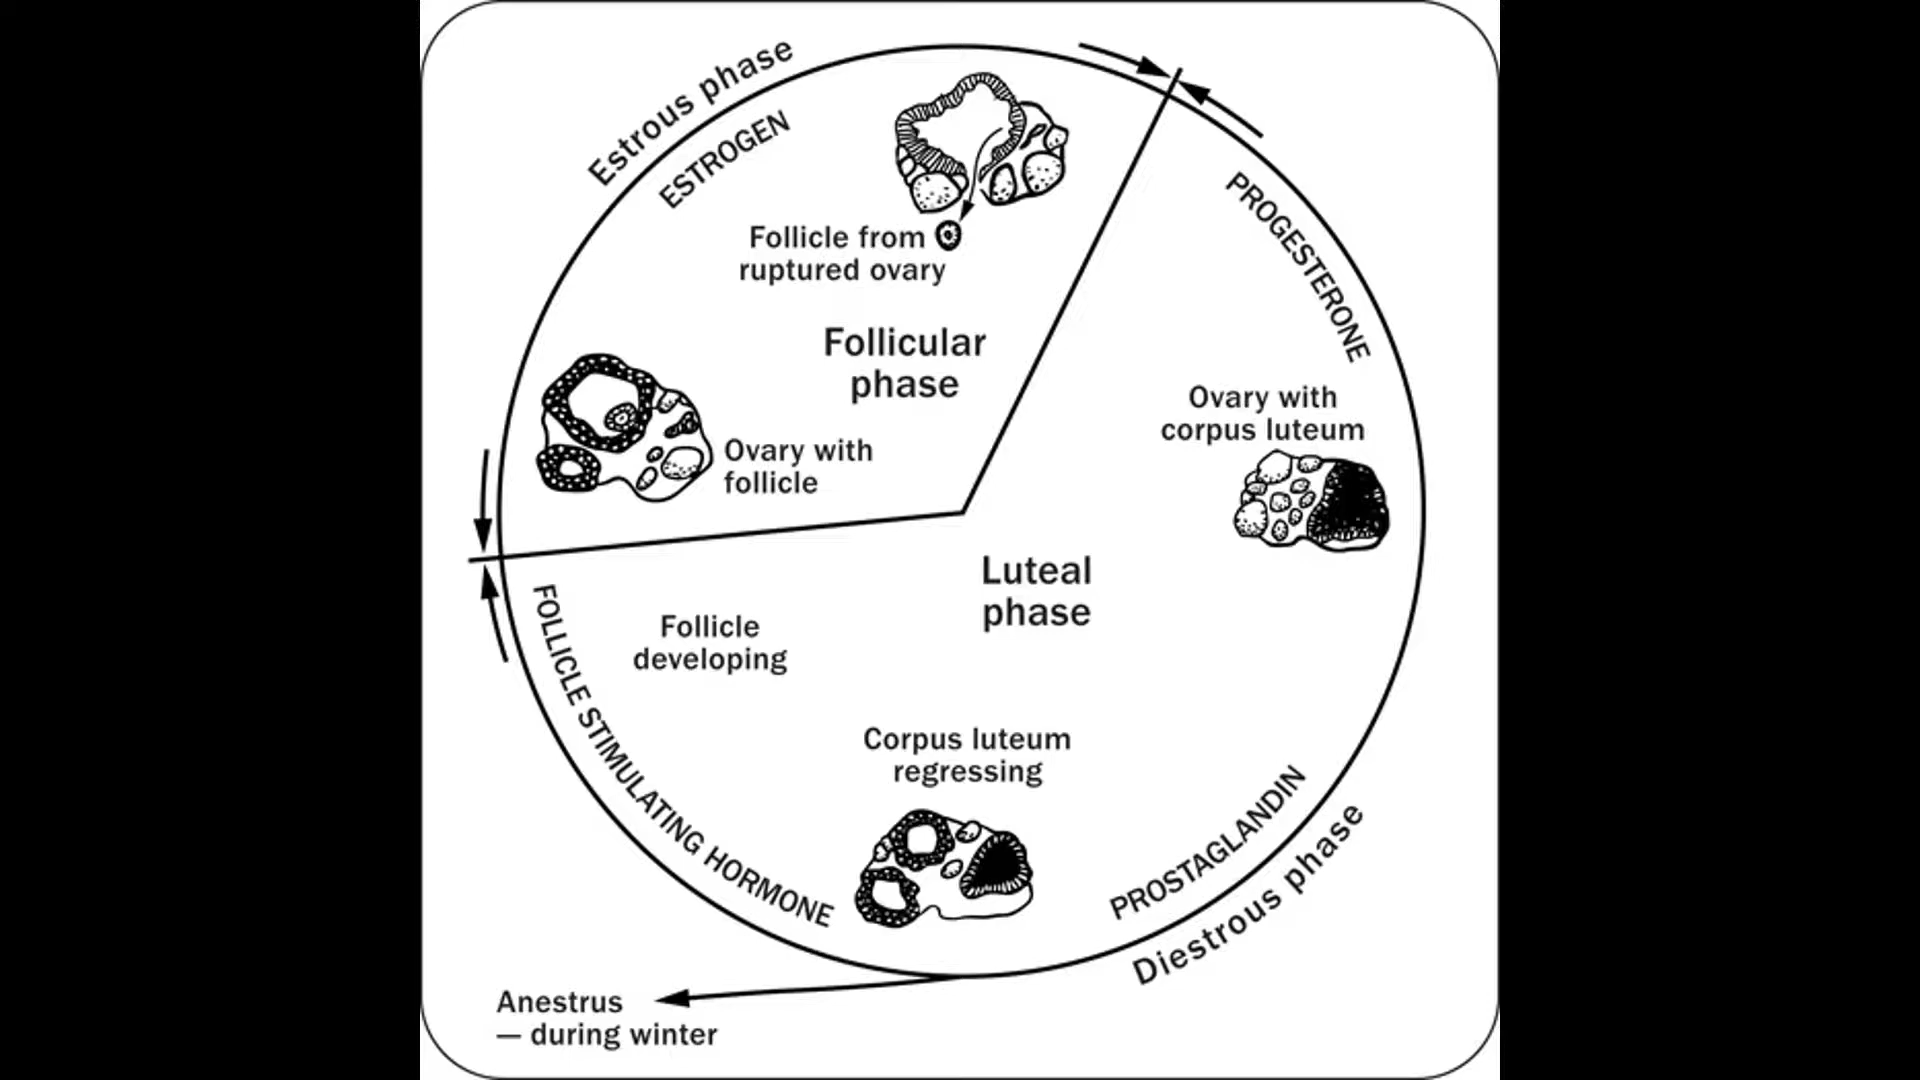 Estrous phase
ESTROGEN
Follicle from
ruptured ovary
Follicular
phase
Ovary with
follicle
PROGESTERONE
Ovary with
corpus luteum
Luteal
phase
Follicle
developing
FOLLICLE STIMULATING HORMONE
Corpus luteum
regressing
PROSTAGLANDIN
Diestrous phase
Anestrus
— during winter